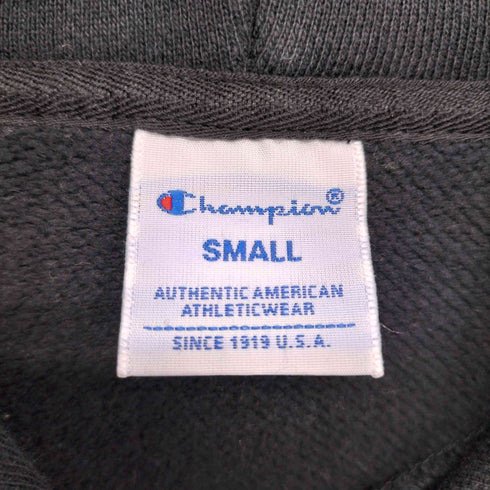 Champion®
SMALL
AUTHENTIC AMERICAN
ATHLETICWEAR
SINCE 1919 U.S.A.